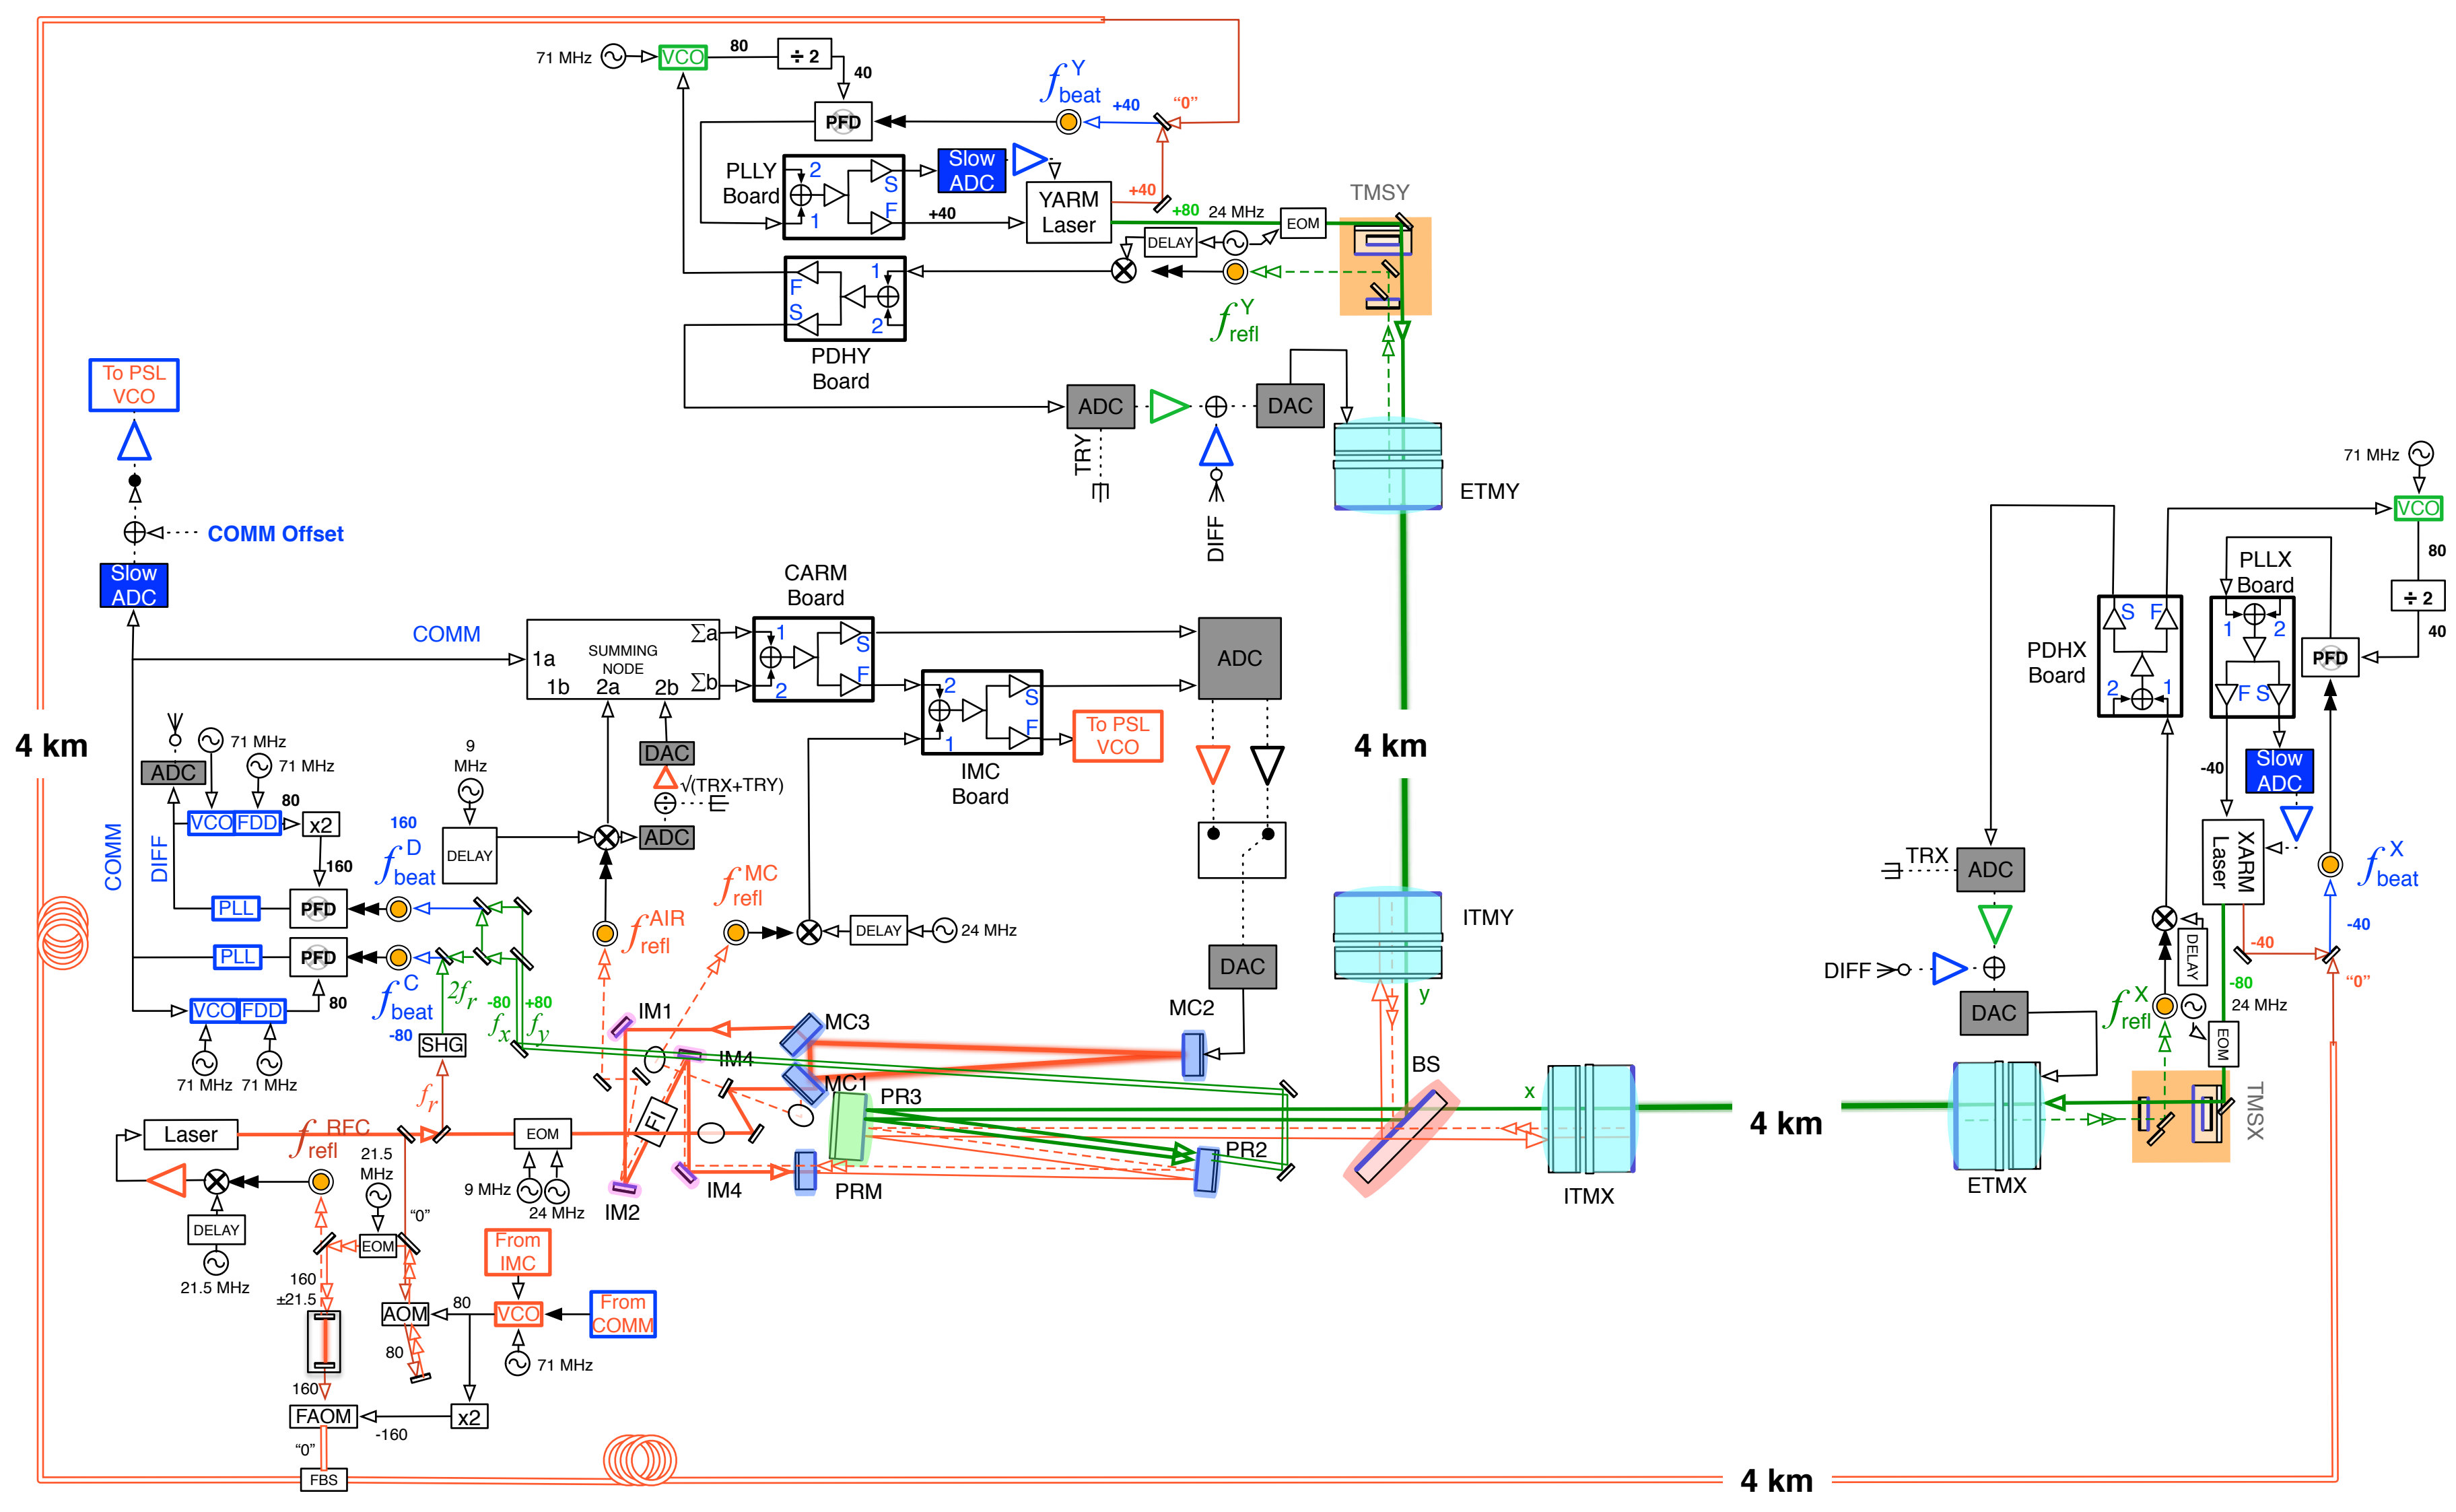 71 MHz
VCO
80
÷ 2
40
PFD
f Y beat
+40
"0"
PLLY
Board
2
1
S
F
Slow
ADC
+40
YARM
Laser
+40
+80
24 MHz
EOM
TMSY
DELAY
F
S
1
2
PDHY
Board
f Y refl
To PSL
VCO
ADC
DAC
TRY
DIFF
ETMY
COMM Offset
Slow
ADC
COMM
SUMMING
NODE
1a
1b
2a
2b
Σa
Σb
CARM
Board
1
2
S
F
ADC
2
1
S
F
IMC
Board
To PSL
VCO
4 km
4 km
ADC
71 MHz
71 MHz
VCO
FDD
80
x2
160
COMM
DIFF
160
f D beat
PLL
PFD
PLL
PFD
f C beat
-80
VCO
FDD
80
71 MHz
71 MHz
9
MHz
DELAY
DAC
√(TRX+TRY)
ADC
f AIR refl
f MC refl
DELAY
24 MHz
DAC
2fr
-80
+80
fx
fy
SHG
fr
IM1
MC3
MC2
IM4
MC1
PR3
FI
PR2
PRM
IM4
IM2
ITMY
y
BS
x
ITMX
4 km
ETMX
TMSX
Laser
f RFC refl
21.5
MHz
EOM
9 MHz
24 MHz
DELAY
21.5 MHz
"0"
EOM
160
±21.5
From
IMC
AOM
80
VCO
From
COMM
80
71 MHz
160
FAOM
-160
x2
"0"
FBS
4 km
71 MHz
VCO
80
÷ 2
40
PFD
PLLX
Board
1
2
F
S
PDHX
Board
S
F
2
1
Slow
ADC
-40
XARM
Laser
f X beat
-40
-40
"0"
TRX
ADC
DIFF
DAC
DELAY
f X refl
-80
24 MHz
EOM